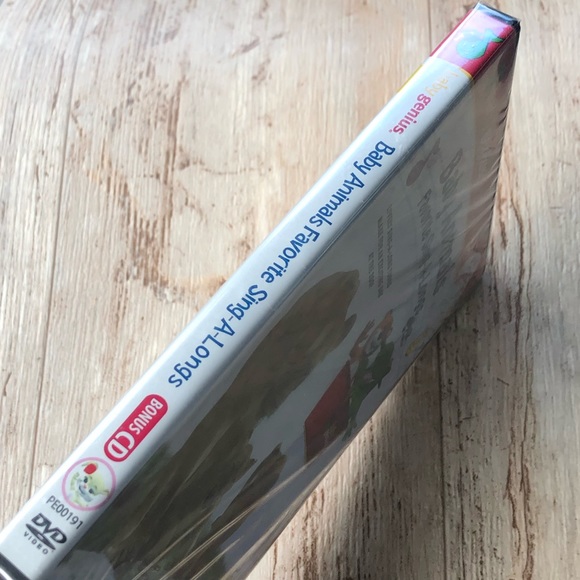 baby genius.
Baby Animals Favorite Sing-A-Longs
BONUS CD
PE00191
DVD
VIDEO